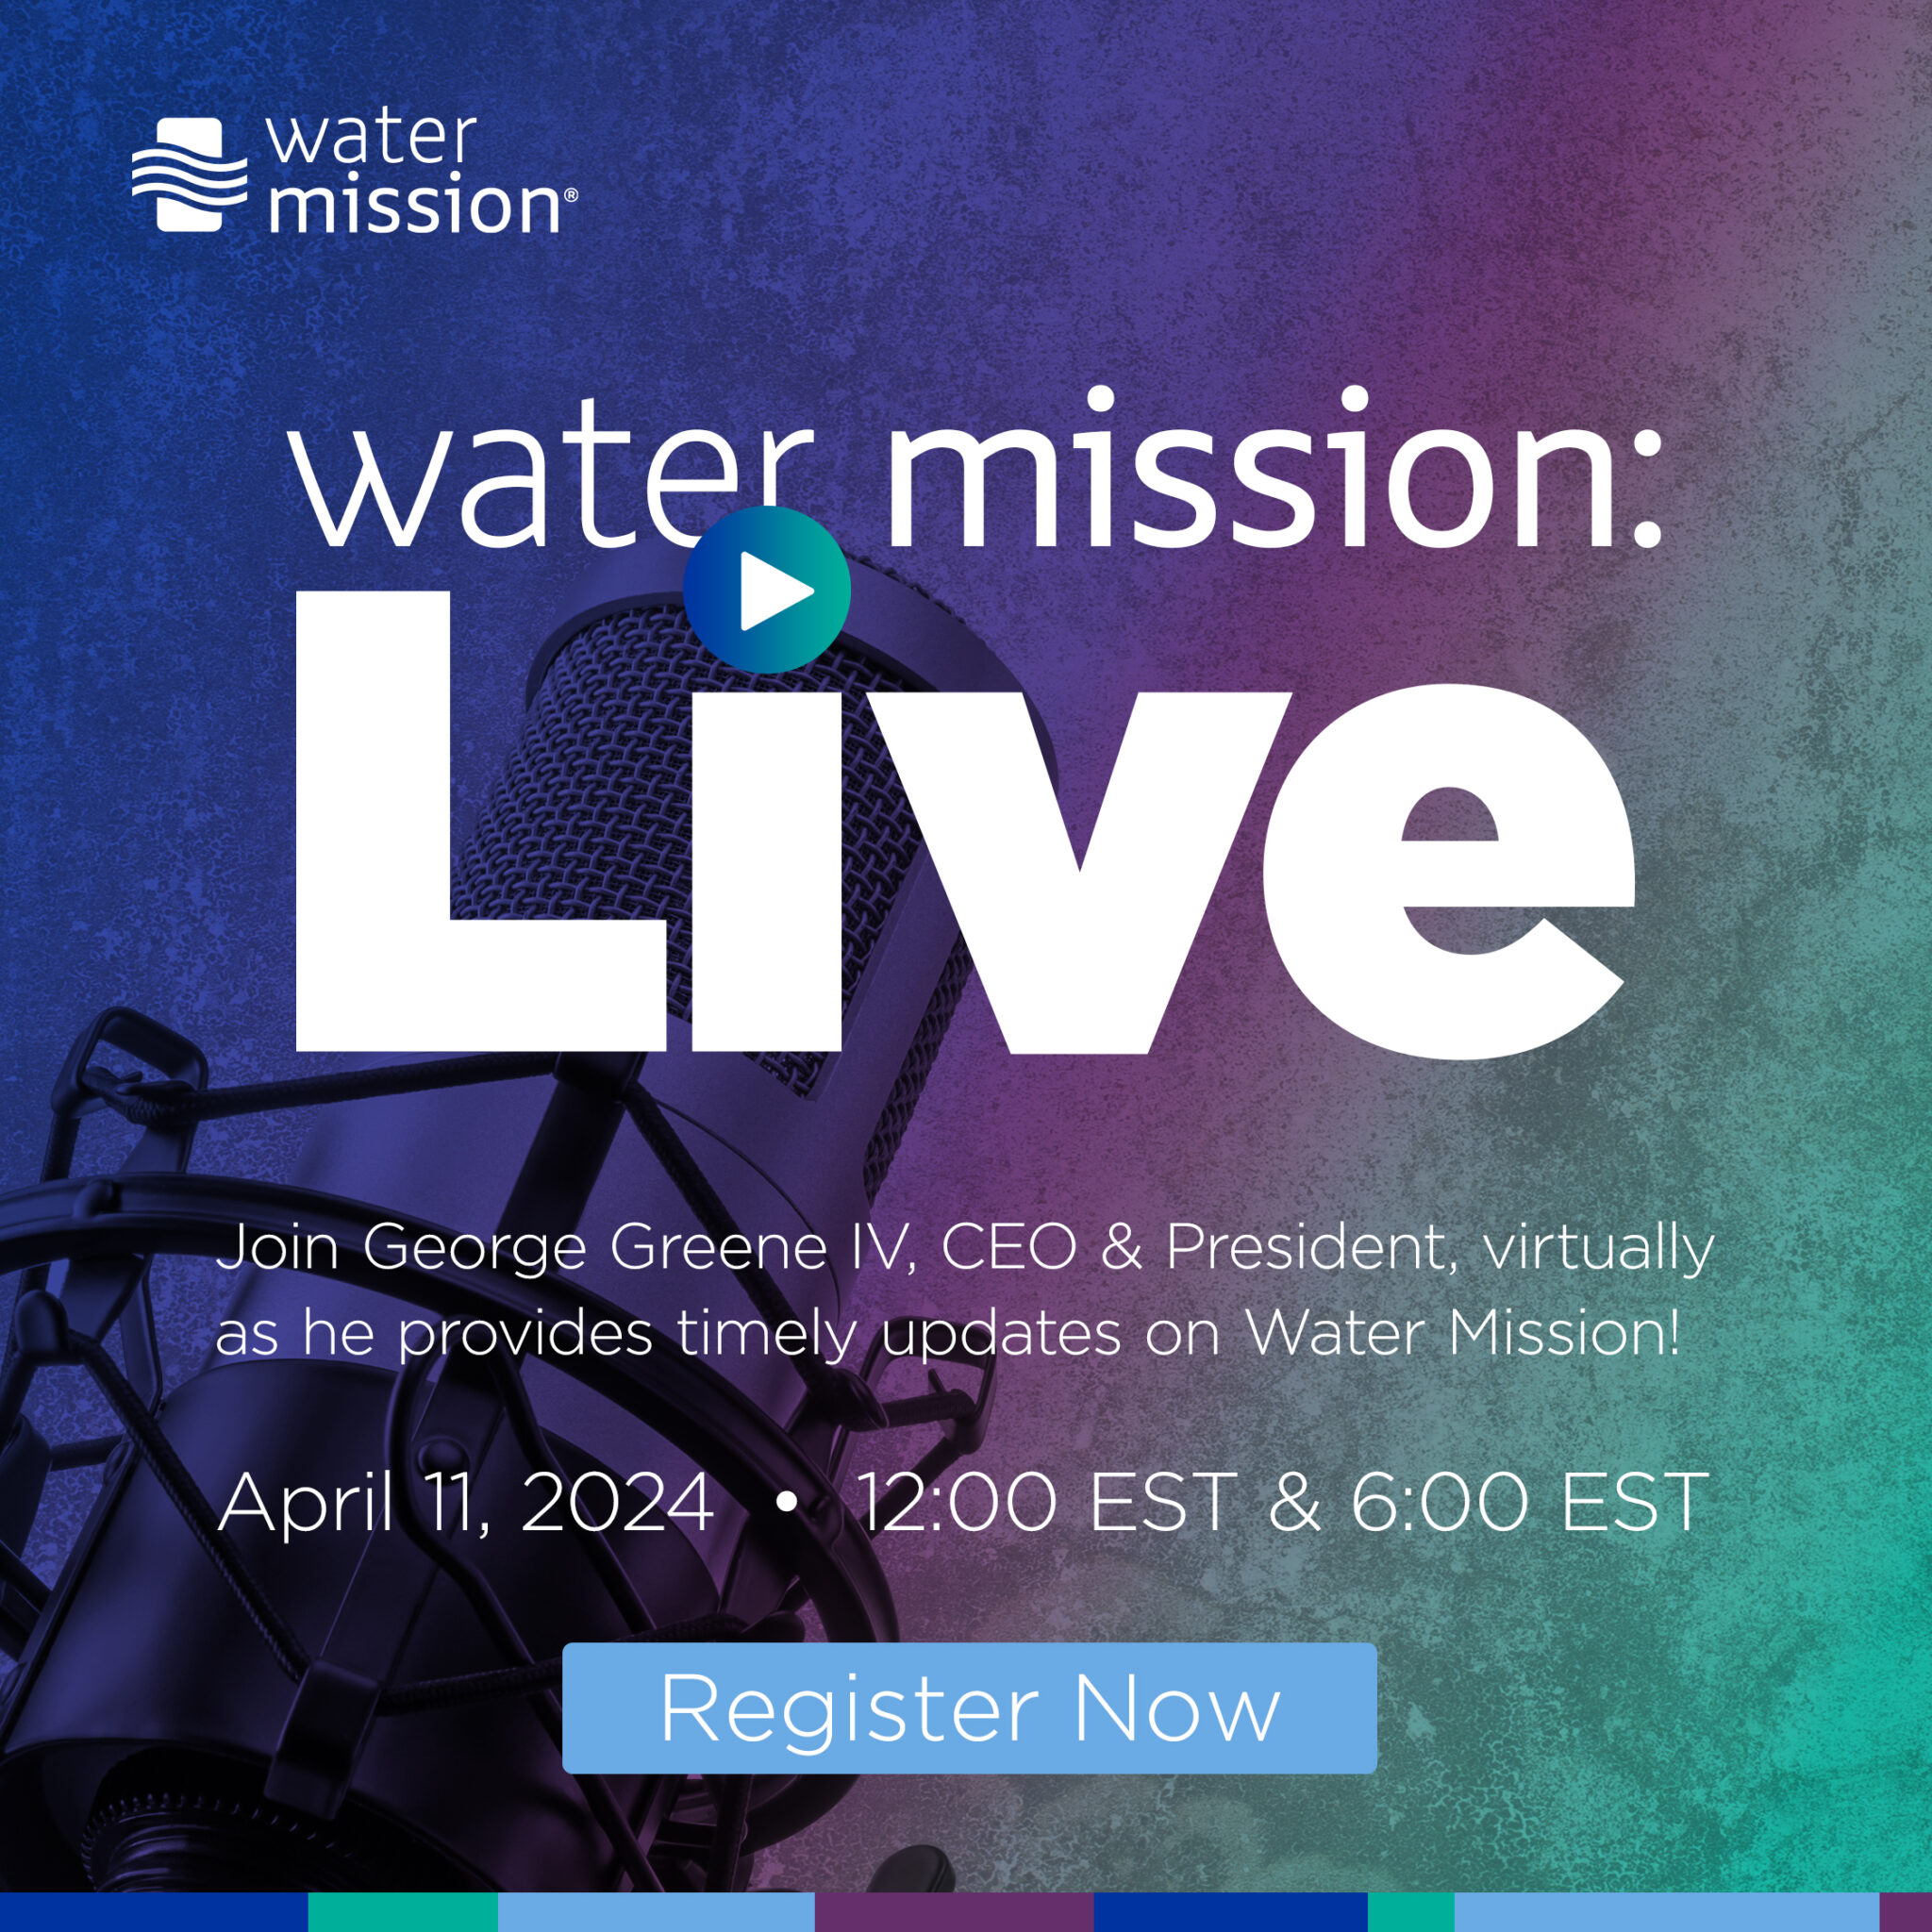 water
mission®
water mission:
Live
Join George Greene IV, CEO & President, virtually
as he provides timely updates on Water Mission!
April 11, 2024 • 12:00 EST & 6:00 EST
Register Now